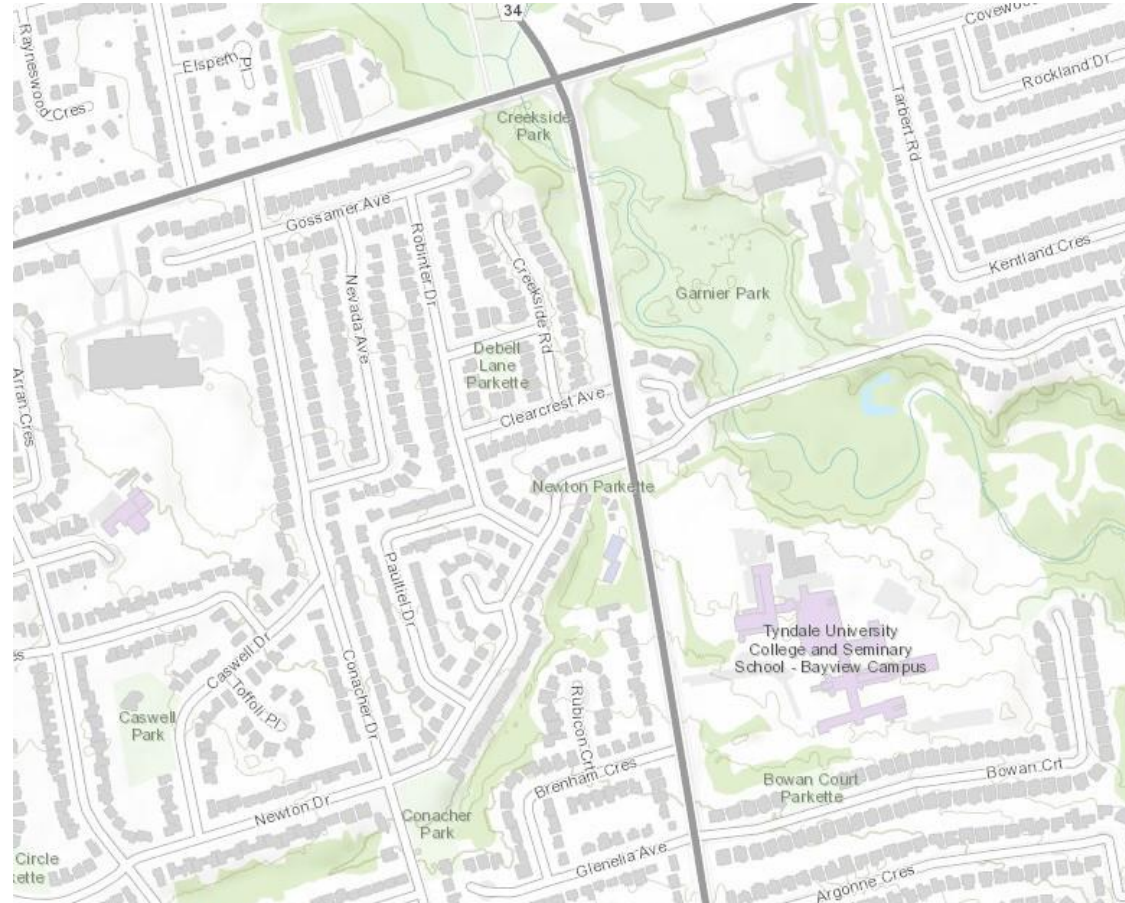 34
Covewoo
Rayneswood Cres
Elspeth Pl
Rockland Dr
Tarbert Rd
Creekside
Park
Gossamer Ave
Robinter Dr
Kentland Cres
Creekside Rd
Nevada Ave
Garnier Park
Debell
Lane
Parkette
Arran Cres
Clearcrest Ave
Newton Parkette
Paultiel Dr
Tyndale University
College and Seminary
School - Bayview Campus
Caswell Dr
Conacher Dr
Toffoli Pl
Rubicon Crt
Caswell
Park
Brenham Cres
Bowan Crt
Bowan Court
Parkette
Newton Dr
Conacher
Park
Circle
kette
Glenelia Ave
Argonne Cres